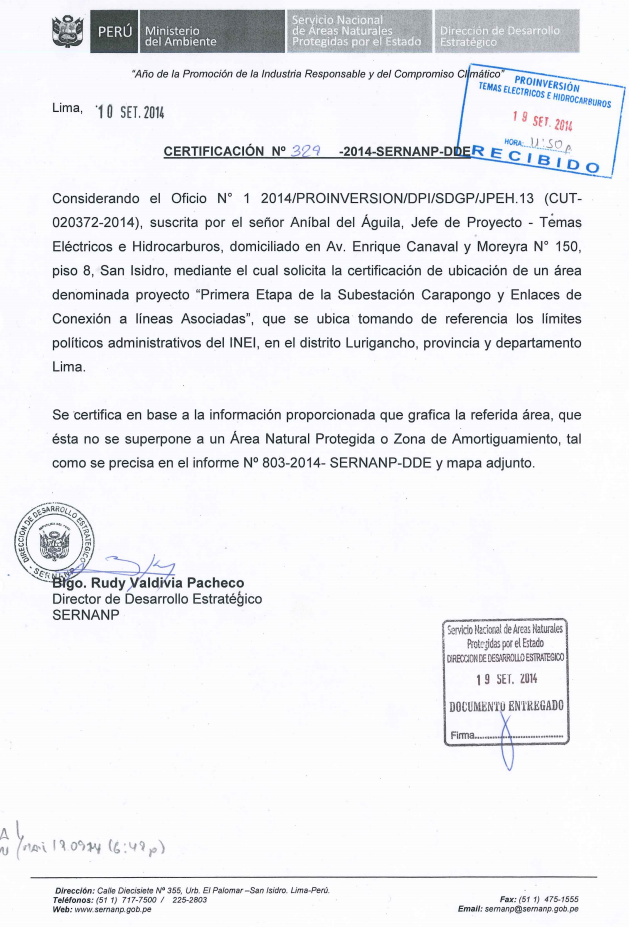 PERÚ
Ministerio
del Ambiente
Servicio Nacional
de Áreas Naturales
Protegidas por el Estado
Dirección de Desarrollo
Estratégico
"Año de la Promoción de la Industria Responsable y del Compromiso Climático"
PROINVERSIÓN
TEMAS ELECTRICOS E HIDROCARBUROS
19 SET. 2014
HORA: 11:50A
RECIBIDO
Lima, 10 SET. 2014
CERTIFICACIÓN Nº 329 -2014-SERNANP-DDE
Considerando el Oficio N° 1 2014/PROINVERSION/DPI/SDGP/JPEH.13 (CUT-
020372-2014), suscrita por el señor Aníbal del Águila, Jefe de Proyecto - Temas
Eléctricos e Hidrocarburos, domiciliado en Av. Enrique Canaval y Moreyra N° 150,
piso 8, San Isidro, mediante el cual solicita la certificación de ubicación de un área
denominada proyecto "Primera Etapa de la Subestación Carapongo y Enlaces de
Conexión a líneas Asociadas", que se ubica tomando de referencia los límites
políticos administrativos del INEI, en el distrito Lurigancho, provincia y departamento
Lima.
Se certifica en base a la información proporcionada que grafica la referida área, que
ésta no se superpone a un Área Natural Protegida o Zona de Amortiguamiento, tal
como se precisa en el informe Nº 803-2014- SERNANP-DDE y mapa adjunto.
DIRECCIÓN DE DESARROLLO ESTRATEGICO
- SERNANP -
Blgo. Rudy Valdivia Pacheco
Director de Desarrollo Estratégico
SERNANP
Servicio Nacional de Areas Naturales
Protegidas por el Estado
DIRECCION DE DESARROLLO ESTRATEGICO
19 SET. 2014
DOCUMENTO ENTREGADO
Firma..............................
(6:48 p)
Dirección: Calle Diecisiete Nº 355, Urb. El Palomar –San Isidro. Lima-Perú.
Teléfonos: (51 1) 717-7500 / 225-2803
Web: www.sernanp.gob.pe
Fax: (51 1) 475-1555
Email: sernanp@sernanp.gob.pe